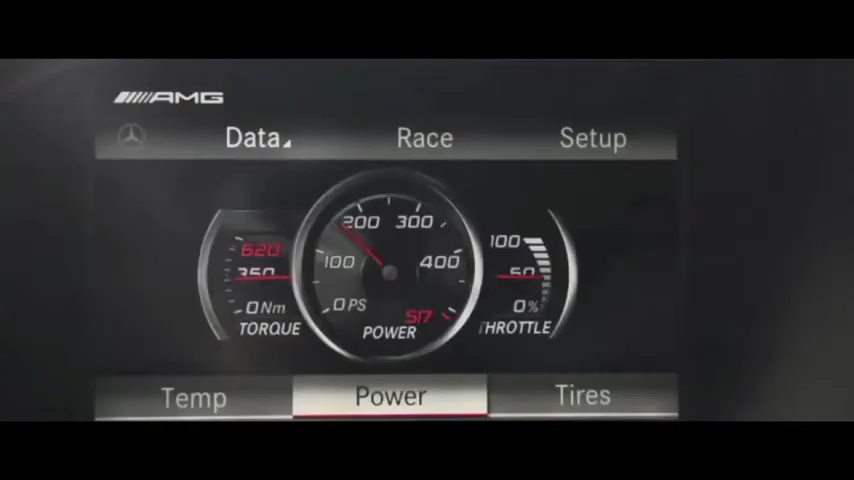 AMG
Data Race Setup
200 300
620 100 400 100
350 50
0 Nm 0 PS 517 0 %
TORQUE POWER THROTTLE
Temp Power Tires